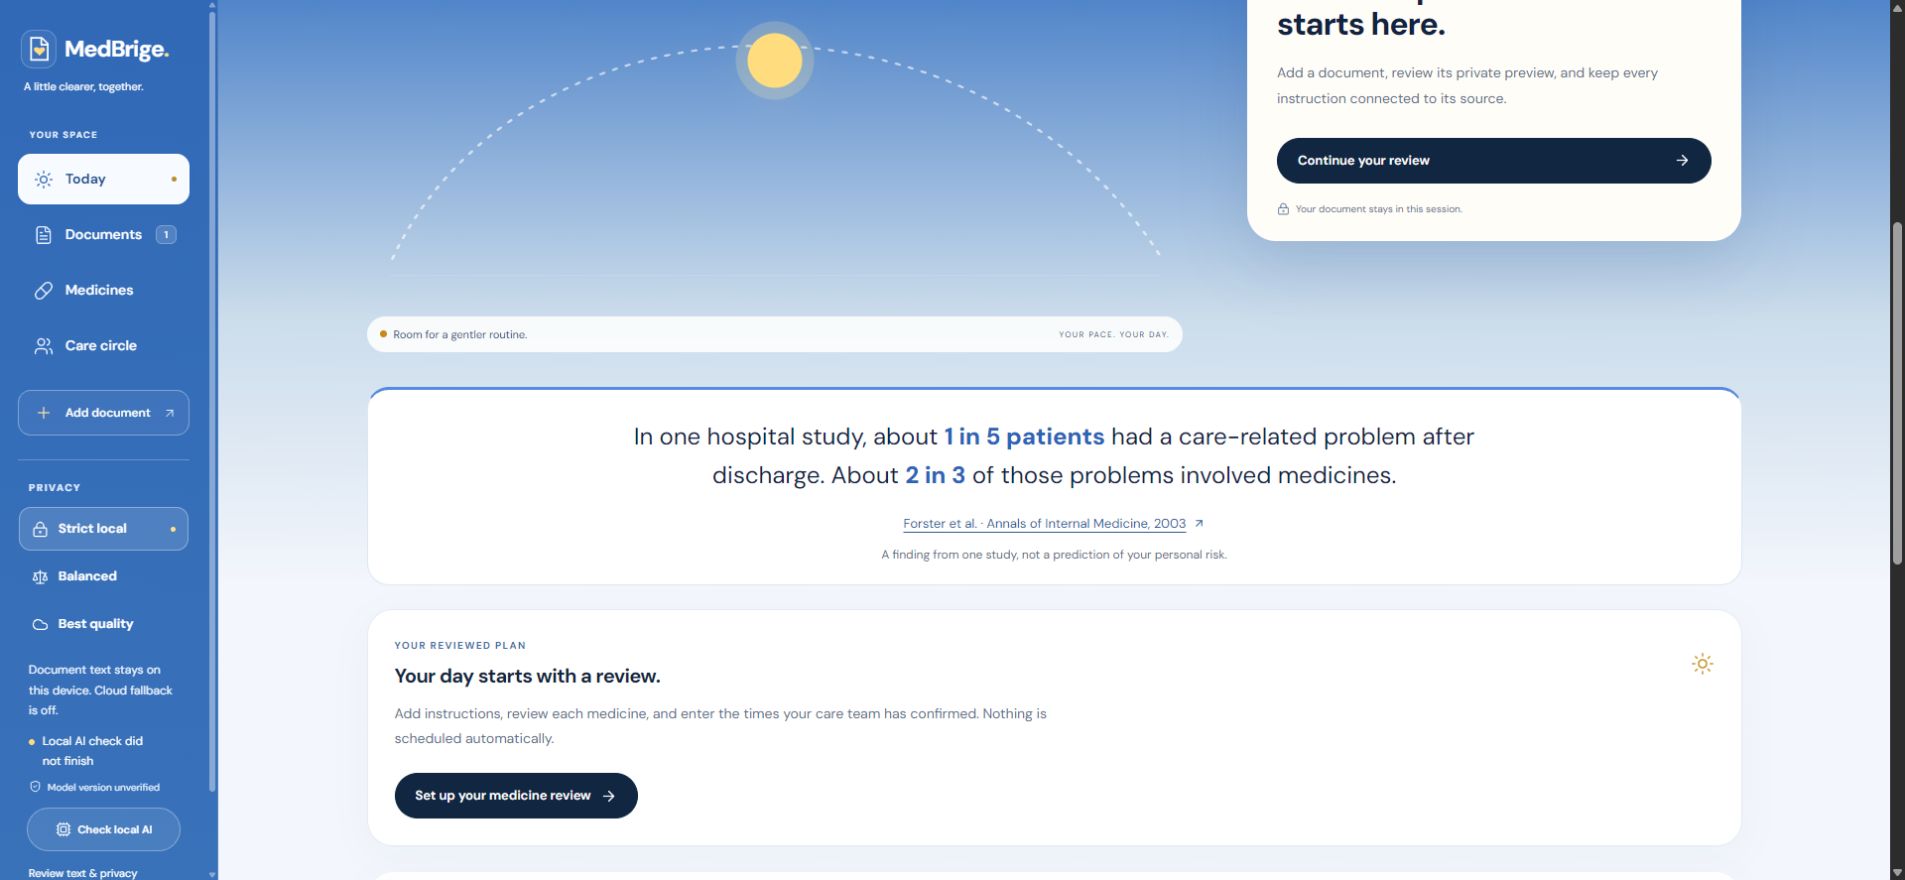 MedBrige.
A little clearer, together.
YOUR SPACE
Today
Documents 1
Medicines
Care circle
Add document
PRIVACY
Strict local
Balanced
Best quality
Document text stays on
this device. Cloud fallback
is off.
Local AI check did
not finish
Model version unverified
Check local AI
Review text & privacy
starts here.
Add a document, review its private preview, and keep every
instruction connected to its source.
Continue your review
Your document stays in this session.
Room for a gentler routine.
YOUR PACE. YOUR DAY.
In one hospital study, about 1 in 5 patients had a care-related problem after
discharge. About 2 in 3 of those problems involved medicines.
Forster et al. · Annals of Internal Medicine, 2003
A finding from one study, not a prediction of your personal risk.
YOUR REVIEWED PLAN
Your day starts with a review.
Add instructions, review each medicine, and enter the times your care team has confirmed. Nothing is
scheduled automatically.
Set up your medicine review